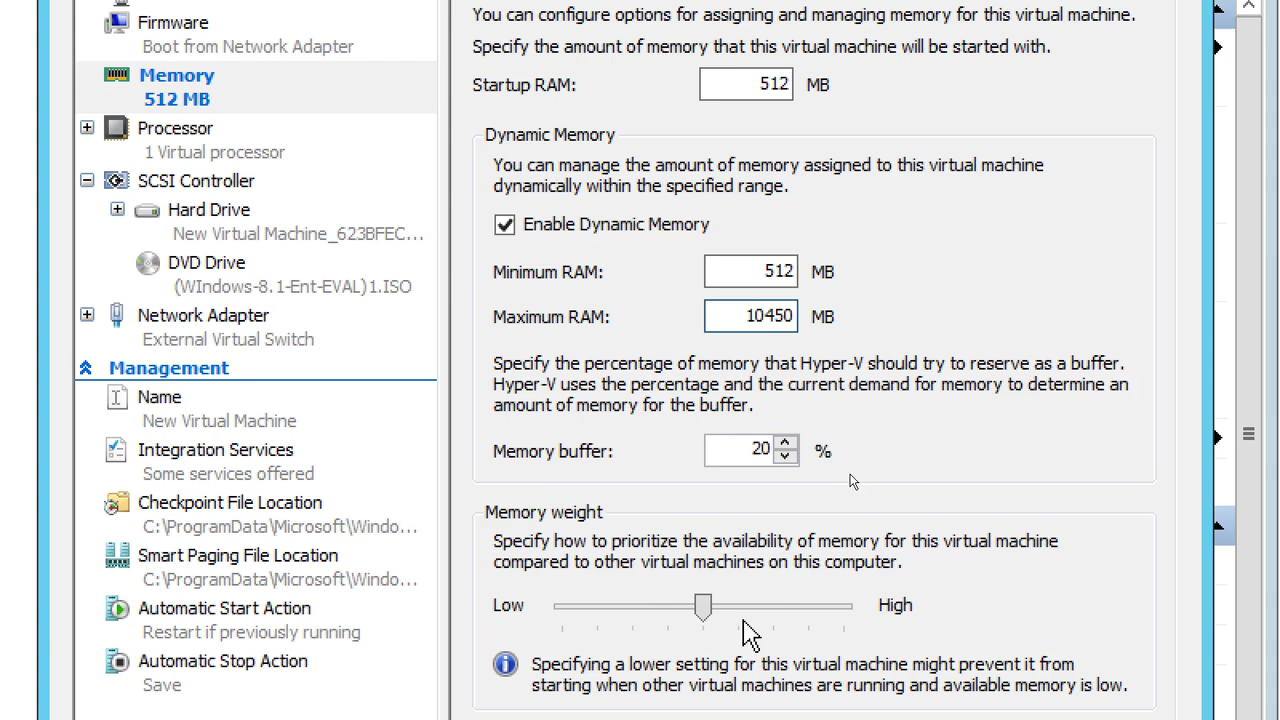 Firmware
Boot from Network Adapter
Memory
512 MB
Processor
1 Virtual processor
SCSI Controller
Hard Drive
New Virtual Machine_623BFEC...
DVD Drive
(WIndows-8.1-Ent-EVAL)1.ISO
Network Adapter
External Virtual Switch
Management
Name
New Virtual Machine
Integration Services
Some services offered
Checkpoint File Location
C:\ProgramData\Microsoft\Windo...
Smart Paging File Location
C:\ProgramData\Microsoft\Windo...
Automatic Start Action
Restart if previously running
Automatic Stop Action
Save
You can configure options for assigning and managing memory for this virtual machine.
Specify the amount of memory that this virtual machine will be started with.
Startup RAM: 512 MB
Dynamic Memory
You can manage the amount of memory assigned to this virtual machine
dynamically within the specified range.
Enable Dynamic Memory
Minimum RAM: 512 MB
Maximum RAM: 10450 MB
Specify the percentage of memory that Hyper-V should try to reserve as a buffer.
Hyper-V uses the percentage and the current demand for memory to determine an
amount of memory for the buffer.
Memory buffer: 20 %
Memory weight
Specify how to prioritize the availability of memory for this virtual machine
compared to other virtual machines on this computer.
Low High
Specifying a lower setting for this virtual machine might prevent it from
starting when other virtual machines are running and available memory is low.